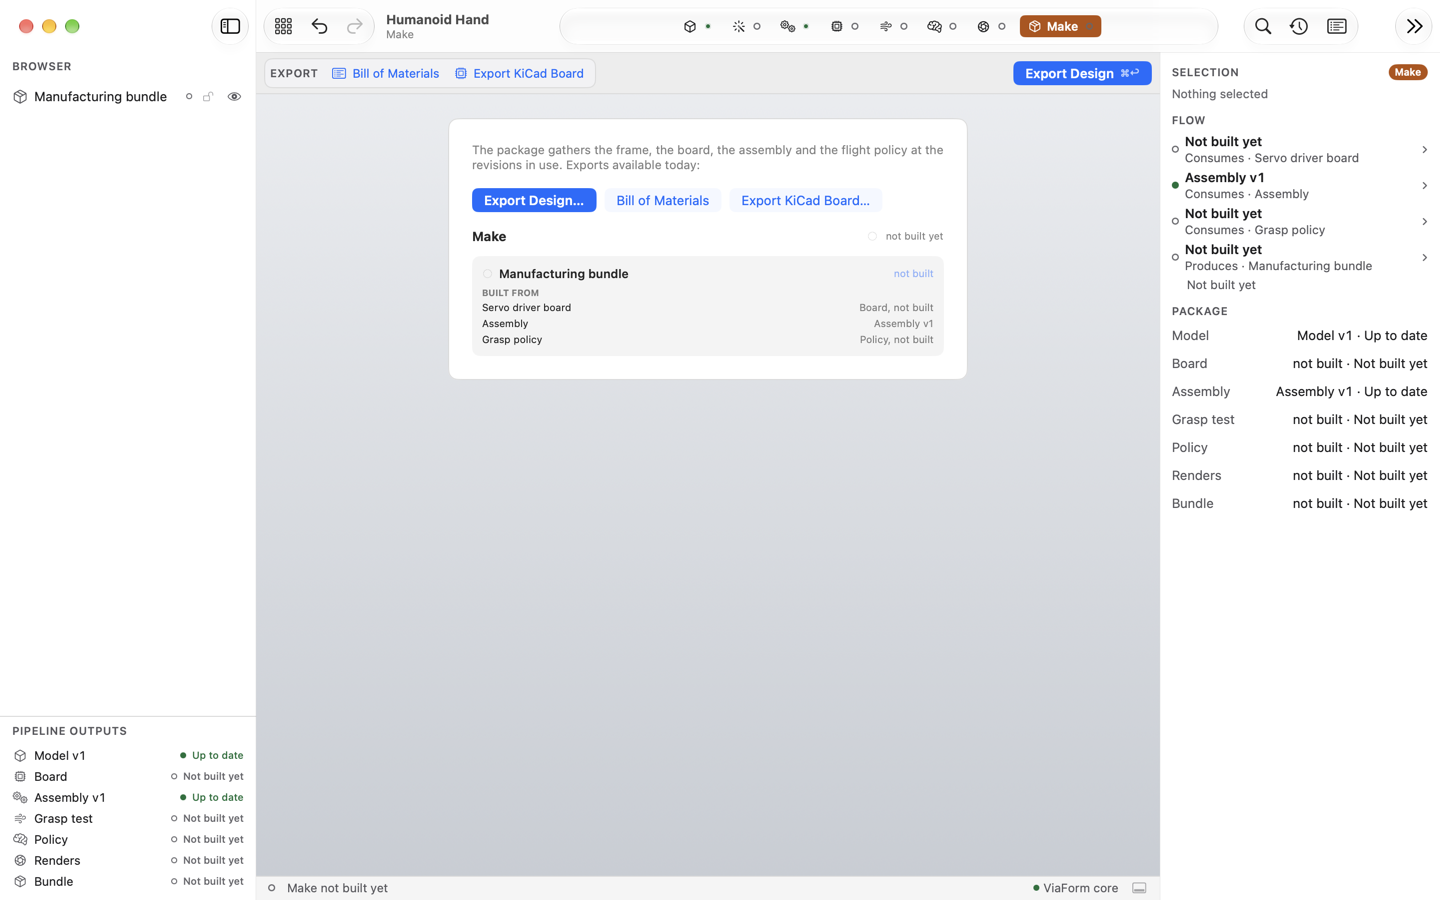 Humanoid Hand
Make
Make
BROWSER
Manufacturing bundle
EXPORT
Bill of Materials
Export KiCad Board
Export Design ⌘↩
The package gathers the frame, the board, the assembly and the flight policy at the
revisions in use. Exports available today:
Export Design...
Bill of Materials
Export KiCad Board...
Make
not built yet
Manufacturing bundle
not built
BUILT FROM
Servo driver board
Board, not built
Assembly
Assembly v1
Grasp policy
Policy, not built
SELECTION
Make
Nothing selected
FLOW
Not built yet
Consumes · Servo driver board
Assembly v1
Consumes · Assembly
Not built yet
Consumes · Grasp policy
Not built yet
Produces · Manufacturing bundle
Not built yet
PACKAGE
Model
Model v1 · Up to date
Board
not built · Not built yet
Assembly
Assembly v1 · Up to date
Grasp test
not built · Not built yet
Policy
not built · Not built yet
Renders
not built · Not built yet
Bundle
not built · Not built yet
PIPELINE OUTPUTS
Model v1
Up to date
Board
Not built yet
Assembly v1
Up to date
Grasp test
Not built yet
Policy
Not built yet
Renders
Not built yet
Bundle
Not built yet
Make not built yet
ViaForm core